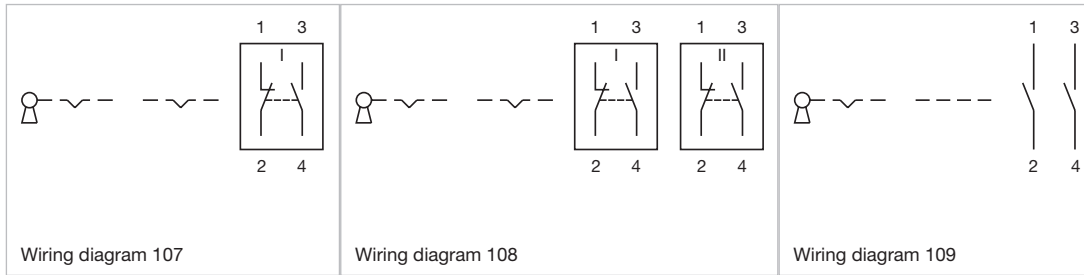 1 3
I
2 4
Wiring diagram 107
1 3 1 3
I II
2 4 2 4
Wiring diagram 108
1 3
2 4
Wiring diagram 109